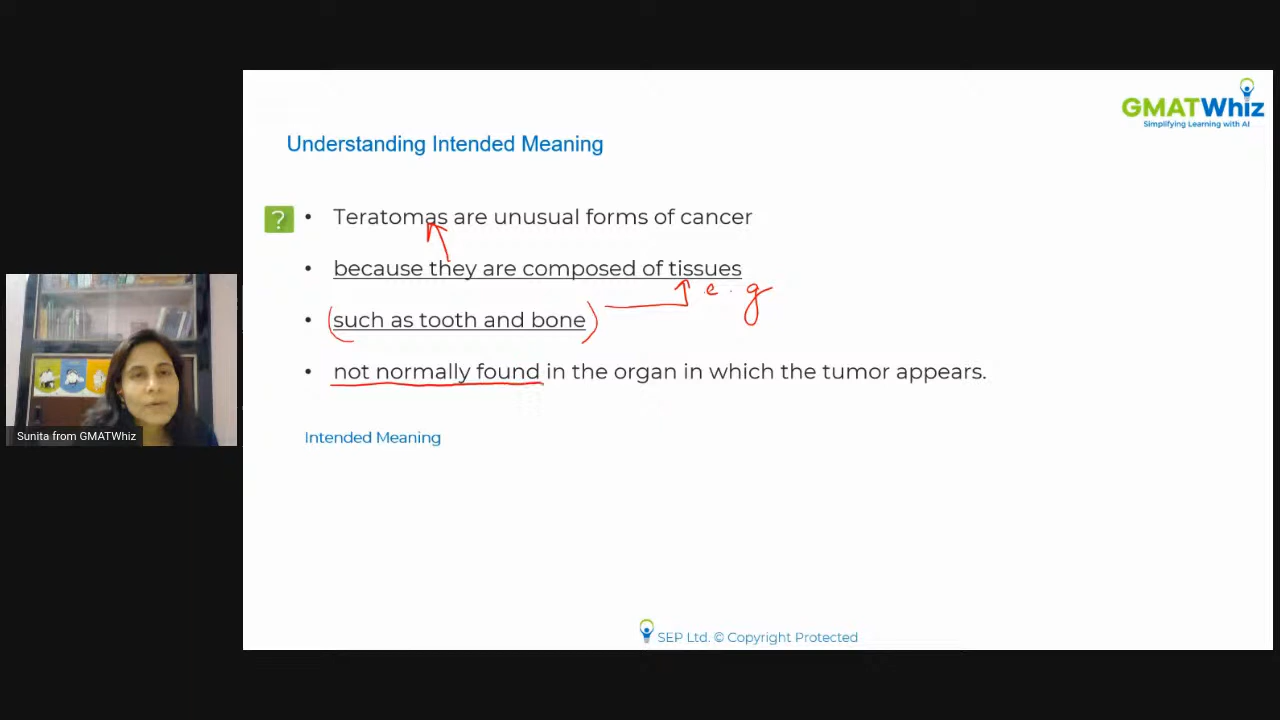 GMATWhiz
Simplifying Learning with AI
Understanding Intended Meaning
? • Teratomas are unusual forms of cancer
• because they are composed of tissues
e.g
• (such as tooth and bone)
• not normally found in the organ in which the tumor appears.
Sunita from GMATWhiz
Intended Meaning
SEP Ltd. © Copyright Protected